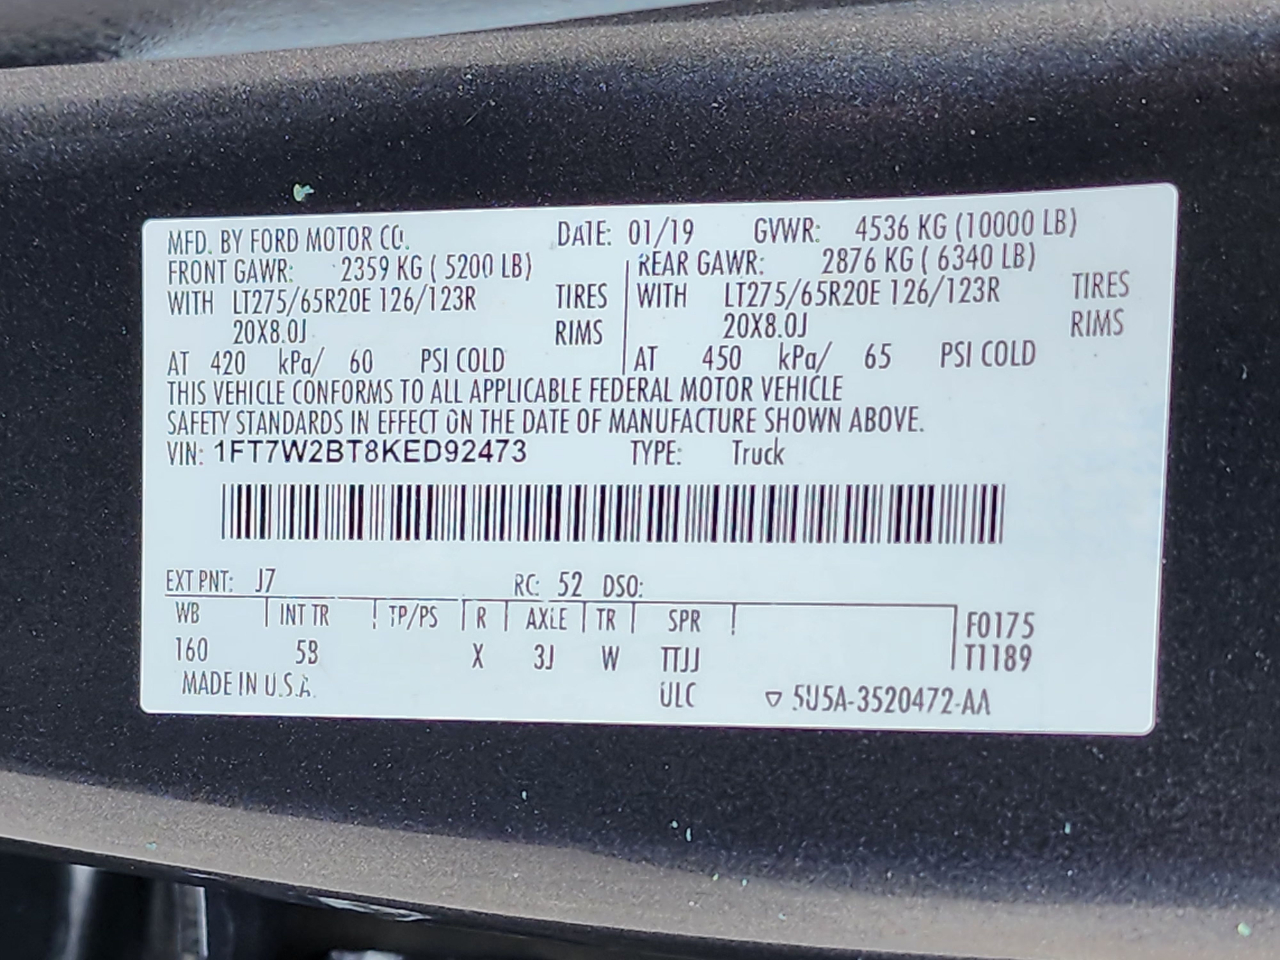 MFD. BY FORD MOTOR CO. DATE: 01/19 GVWR: 4536 KG (10000 LB)
FRONT GAWR: 2359 KG ( 5200 LB) REAR GAWR: 2876 KG ( 6340 LB)
WITH LT275/65R20E 126/123R TIRES WITH LT275/65R20E 126/123R TIRES
20X8.0J RIMS 20X8.0J RIMS
AT 420 kPa/ 60 PSI COLD AT 450 kPa/ 65 PSI COLD
THIS VEHICLE CONFORMS TO ALL APPLICABLE FEDERAL MOTOR VEHICLE
SAFETY STANDARDS IN EFFECT ON THE DATE OF MANUFACTURE SHOWN ABOVE.
VIN: 1FT7W2BT8KED92473 TYPE: Truck
EXT PNT: J7 RC: 52 DSO:
WB INT TR TP/PS R AXLE TR SPR F0175
160 X 3J W TTJJ T1189
MADE IN U.S.A. ULC 5U5A-3520472-AA